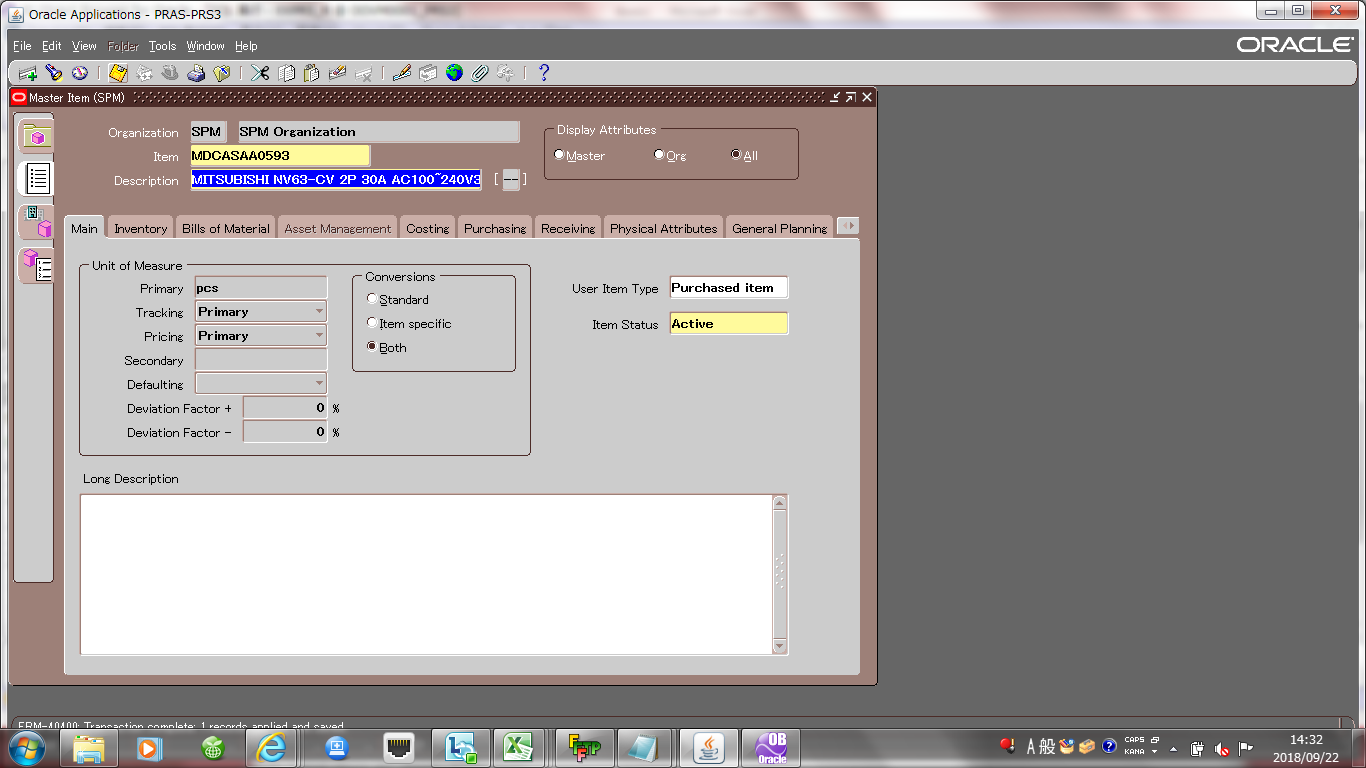 Oracle Applications - PRAS-PRS3
File Edit View Folder Tools Window Help
ORACLE
Master Item (SPM)
Organization SPM SPM Organization
Item MDCASAA0593
Description MITSUBISHI NV63-CV 2P 30A AC100~240V3 [ -- ]
Display Attributes
Master Org All
Main Inventory Bills of Material Asset Management Costing Purchasing Receiving Physical Attributes General Planning
Unit of Measure
Primary pcs
Tracking Primary
Pricing Primary
Secondary
Defaulting
Deviation Factor + 0 %
Deviation Factor - 0 %
Conversions
Standard
Item specific
Both
User Item Type Purchased item
Item Status Active
Long Description
FRM-40400: Transaction complete: 1 records applied and saved.
FFFTP
OB
Oracle
A 般
CAPS
KANA
14:32
2018/09/22